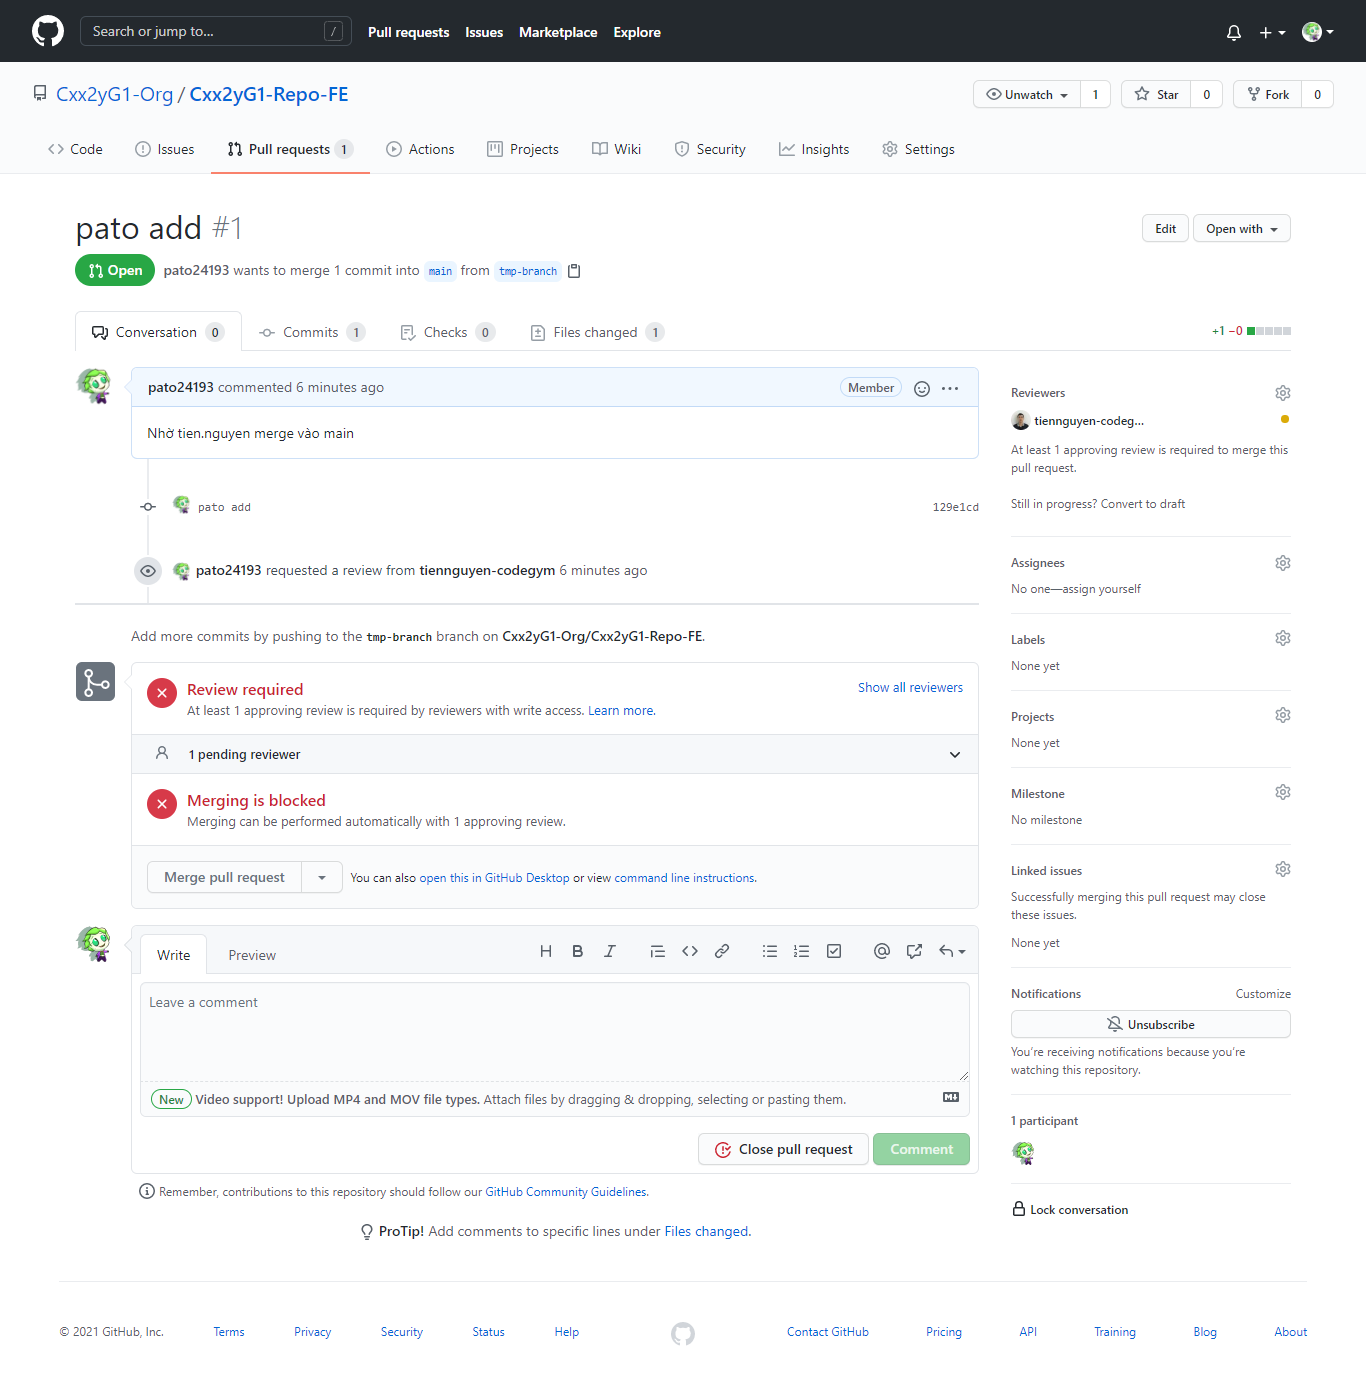 Search or jump to... /
Pull requests Issues Marketplace Explore
Cxx2yG1-Org / Cxx2yG1-Repo-FE
Unwatch 1 Star 0 Fork 0
Code Issues Pull requests 1 Actions Projects Wiki Security Insights Settings
pato add #1
Edit Open with
Open pato24193 wants to merge 1 commit into main from tmp-branch
Conversation 0 Commits 1 Checks 0 Files changed 1
+1 −0
pato24193 commented 6 minutes ago Member
Nhờ tien.nguyen merge vào main
pato add 129e1cd
pato24193 requested a review from tiennguyen-codegym 6 minutes ago
Add more commits by pushing to the tmp-branch branch on Cxx2yG1-Org/Cxx2yG1-Repo-FE.
Review required
Show all reviewers
At least 1 approving review is required by reviewers with write access. Learn more.
1 pending reviewer
Merging is blocked
Merging can be performed automatically with 1 approving review.
Merge pull request You can also open this in GitHub Desktop or view command line instructions.
Write Preview
H B I
Leave a comment
New Video support! Upload MP4 and MOV file types. Attach files by dragging & dropping, selecting or pasting them.
Close pull request Comment
Remember, contributions to this repository should follow our GitHub Community Guidelines.
ProTip! Add comments to specific lines under Files changed.
Reviewers
tiennguyen-codeg...
At least 1 approving review is required to merge this
pull request.
Still in progress? Convert to draft
Assignees
No one—assign yourself
Labels
None yet
Projects
None yet
Milestone
No milestone
Linked issues
Successfully merging this pull request may close
these issues.
None yet
Notifications Customize
Unsubscribe
You're receiving notifications because you're
watching this repository.
1 participant
Lock conversation
© 2021 GitHub, Inc. Terms Privacy Security Status Help Contact GitHub Pricing API Training Blog About